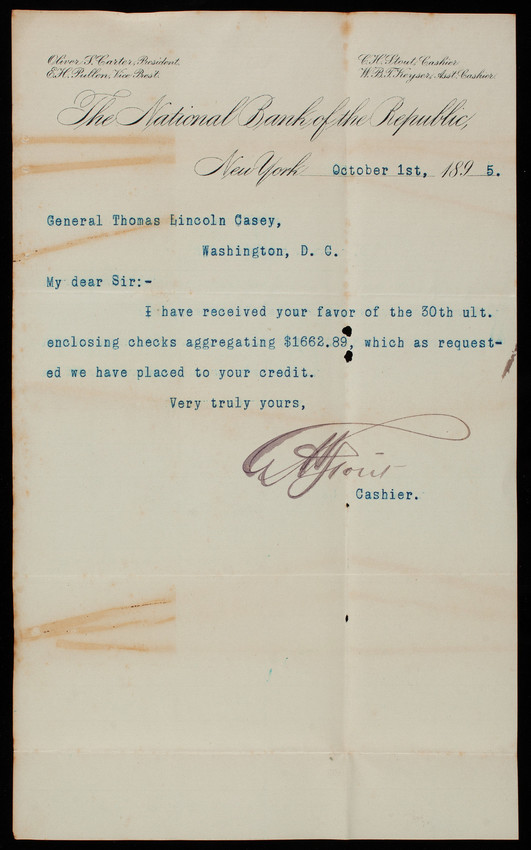 Oliver S. Carter, President.
E.H. Pullen, Vice Prest.
C.H. Stout, Cashier.
W.B.T. Keyser, Asst Cashier.
The National Bank of the Republic,
New York October 1st, 1895.
General Thomas Lincoln Casey,
Washington, D. C.
My dear Sir:-
I have received your favor of the 30th ult.
enclosing checks aggregating $1662.89, which as request-
ed we have placed to your credit.
Very truly yours,
C H Stout
Cashier.